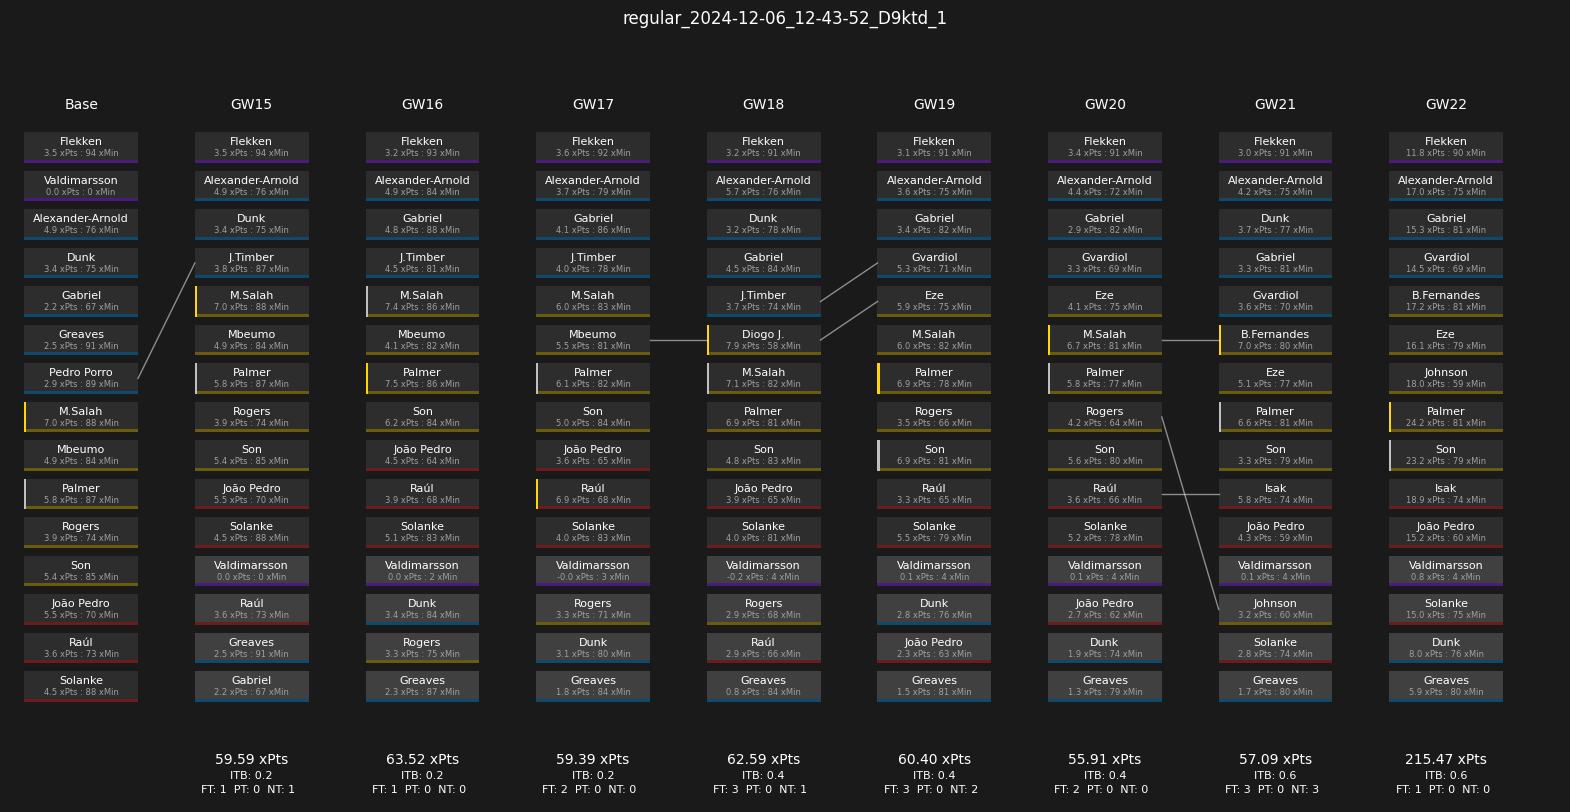 regular_2024-12-06_12-43-52_D9ktd_1
Base
Flekken
3.5 xPts : 94 xMin
Valdimarsson
0.0 xPts : 0 xMin
Alexander-Arnold
4.9 xPts : 76 xMin
Dunk
3.4 xPts : 75 xMin
Gabriel
2.2 xPts : 67 xMin
Greaves
2.5 xPts : 91 xMin
Pedro Porro
2.9 xPts : 89 xMin
M.Salah
7.0 xPts : 88 xMin
Mbeumo
4.9 xPts : 84 xMin
Palmer
5.8 xPts : 87 xMin
Rogers
3.9 xPts : 74 xMin
Son
5.4 xPts : 85 xMin
João Pedro
5.5 xPts : 70 xMin
Raúl
3.6 xPts : 73 xMin
Solanke
4.5 xPts : 88 xMin
GW15
Flekken
3.5 xPts : 94 xMin
Alexander-Arnold
4.9 xPts : 76 xMin
Dunk
3.4 xPts : 75 xMin
J.Timber
3.8 xPts : 87 xMin
M.Salah
7.0 xPts : 88 xMin
Mbeumo
4.9 xPts : 84 xMin
Palmer
5.8 xPts : 87 xMin
Rogers
3.9 xPts : 74 xMin
Son
5.4 xPts : 85 xMin
João Pedro
5.5 xPts : 70 xMin
Solanke
4.5 xPts : 88 xMin
Valdimarsson
0.0 xPts : 0 xMin
Raúl
3.6 xPts : 73 xMin
Greaves
2.5 xPts : 91 xMin
Gabriel
2.2 xPts : 67 xMin
59.59 xPts
ITB: 0.2
FT: 1 PT: 0 NT: 1
GW16
Flekken
3.2 xPts : 93 xMin
Alexander-Arnold
4.9 xPts : 84 xMin
Gabriel
4.8 xPts : 88 xMin
J.Timber
4.5 xPts : 81 xMin
M.Salah
7.4 xPts : 86 xMin
Mbeumo
4.1 xPts : 82 xMin
Palmer
7.5 xPts : 86 xMin
Son
6.2 xPts : 84 xMin
João Pedro
4.5 xPts : 64 xMin
Raúl
3.9 xPts : 68 xMin
Solanke
5.1 xPts : 83 xMin
Valdimarsson
0.0 xPts : 2 xMin
Dunk
3.4 xPts : 84 xMin
Rogers
3.3 xPts : 75 xMin
Greaves
2.3 xPts : 87 xMin
63.52 xPts
ITB: 0.2
FT: 1 PT: 0 NT: 0
GW17
Flekken
3.6 xPts : 92 xMin
Alexander-Arnold
3.7 xPts : 79 xMin
Gabriel
4.1 xPts : 86 xMin
J.Timber
4.0 xPts : 78 xMin
M.Salah
6.0 xPts : 83 xMin
Mbeumo
5.5 xPts : 81 xMin
Palmer
6.1 xPts : 82 xMin
Son
5.0 xPts : 84 xMin
João Pedro
3.6 xPts : 65 xMin
Raúl
6.9 xPts : 68 xMin
Solanke
4.0 xPts : 83 xMin
Valdimarsson
-0.0 xPts : 3 xMin
Rogers
3.3 xPts : 71 xMin
Dunk
3.1 xPts : 80 xMin
Greaves
1.8 xPts : 84 xMin
59.39 xPts
ITB: 0.2
FT: 2 PT: 0 NT: 0
GW18
Flekken
3.2 xPts : 91 xMin
Alexander-Arnold
5.7 xPts : 76 xMin
Dunk
3.2 xPts : 78 xMin
Gabriel
4.5 xPts : 84 xMin
J.Timber
3.7 xPts : 74 xMin
Diogo J.
7.9 xPts : 58 xMin
M.Salah
7.1 xPts : 82 xMin
Palmer
6.9 xPts : 81 xMin
Son
4.8 xPts : 83 xMin
João Pedro
3.9 xPts : 65 xMin
Solanke
4.0 xPts : 81 xMin
Valdimarsson
-0.2 xPts : 4 xMin
Rogers
2.9 xPts : 68 xMin
Raúl
2.9 xPts : 66 xMin
Greaves
0.8 xPts : 84 xMin
62.59 xPts
ITB: 0.4
FT: 3 PT: 0 NT: 1
GW19
Flekken
3.1 xPts : 91 xMin
Alexander-Arnold
3.6 xPts : 75 xMin
Gabriel
3.4 xPts : 82 xMin
Gvardiol
5.3 xPts : 71 xMin
Eze
5.9 xPts : 75 xMin
M.Salah
6.0 xPts : 82 xMin
Palmer
6.9 xPts : 78 xMin
Rogers
3.5 xPts : 66 xMin
Son
6.9 xPts : 81 xMin
Raúl
3.3 xPts : 65 xMin
Solanke
5.5 xPts : 79 xMin
Valdimarsson
0.1 xPts : 4 xMin
Dunk
2.8 xPts : 76 xMin
João Pedro
2.3 xPts : 63 xMin
Greaves
1.5 xPts : 81 xMin
60.40 xPts
ITB: 0.4
FT: 3 PT: 0 NT: 2
GW20
Flekken
3.4 xPts : 91 xMin
Alexander-Arnold
4.4 xPts : 72 xMin
Gabriel
2.9 xPts : 82 xMin
Gvardiol
3.3 xPts : 69 xMin
Eze
4.1 xPts : 75 xMin
M.Salah
6.7 xPts : 81 xMin
Palmer
5.8 xPts : 77 xMin
Rogers
4.2 xPts : 64 xMin
Son
5.6 xPts : 80 xMin
Raúl
3.6 xPts : 66 xMin
Solanke
5.2 xPts : 78 xMin
Valdimarsson
0.1 xPts : 4 xMin
João Pedro
2.7 xPts : 62 xMin
Dunk
1.9 xPts : 74 xMin
Greaves
1.3 xPts : 79 xMin
55.91 xPts
ITB: 0.4
FT: 2 PT: 0 NT: 0
GW21
Flekken
3.0 xPts : 91 xMin
Alexander-Arnold
4.2 xPts : 75 xMin
Dunk
3.7 xPts : 77 xMin
Gabriel
3.3 xPts : 81 xMin
Gvardiol
3.6 xPts : 70 xMin
B.Fernandes
7.0 xPts : 80 xMin
Eze
5.1 xPts : 77 xMin
Palmer
6.6 xPts : 81 xMin
Son
3.3 xPts : 79 xMin
Isak
5.8 xPts : 74 xMin
João Pedro
4.3 xPts : 59 xMin
Valdimarsson
0.1 xPts : 4 xMin
Johnson
3.2 xPts : 60 xMin
Solanke
2.8 xPts : 74 xMin
Greaves
1.7 xPts : 80 xMin
57.09 xPts
ITB: 0.6
FT: 3 PT: 0 NT: 3
GW22
Flekken
11.8 xPts : 90 xMin
Alexander-Arnold
17.0 xPts : 75 xMin
Gabriel
15.3 xPts : 81 xMin
Gvardiol
14.5 xPts : 69 xMin
B.Fernandes
17.2 xPts : 81 xMin
Eze
16.1 xPts : 79 xMin
Johnson
18.0 xPts : 59 xMin
Palmer
24.2 xPts : 81 xMin
Son
23.2 xPts : 79 xMin
Isak
18.9 xPts : 74 xMin
João Pedro
15.2 xPts : 60 xMin
Valdimarsson
0.8 xPts : 4 xMin
Solanke
15.0 xPts : 75 xMin
Dunk
8.0 xPts : 76 xMin
Greaves
5.9 xPts : 80 xMin
215.47 xPts
ITB: 0.6
FT: 1 PT: 0 NT: 0